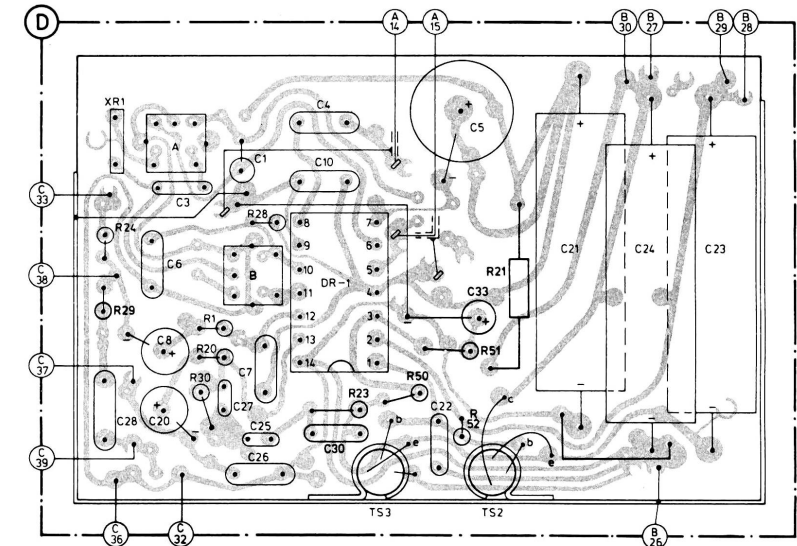 D
A 14
A 15
B 30
B 27
B 29
B 28
XR1
C4
+
C5
-
A
C1
C3
C10
+
+
+
C 33
R28
8
7
R24
9
6
C6
B
10
5
R21
C21
C24
C23
C 38
DR-1
11
4
C33
R29
-
+
12
3
R1
-
C8
+
13
2
R20
R51
C7
14
1
C 37
R30
R50
c
-
-
-
+
C20
-
C27
R23
b
C22
R 52
C28
C25
C30
e
b
e
C 39
C26
TS3
TS2
C 36
C 32
B 26